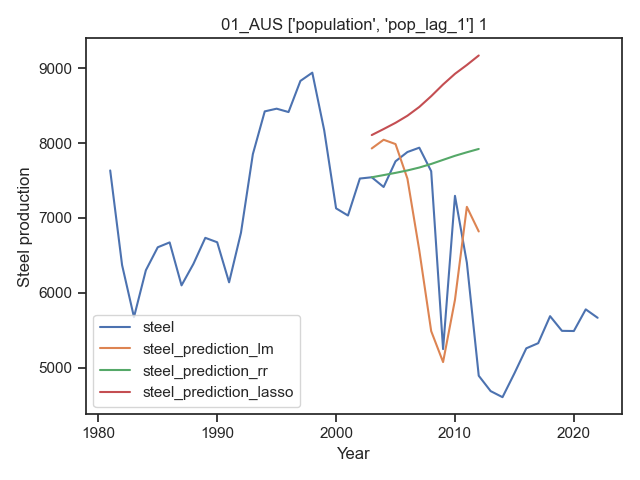 01_AUS ['population', 'pop_lag_1'] 1
9000
8000
7000
6000
5000
Steel production
steel
steel_prediction_lm
steel_prediction_rr
steel_prediction_lasso
1980
1990
2000
2010
2020
Year